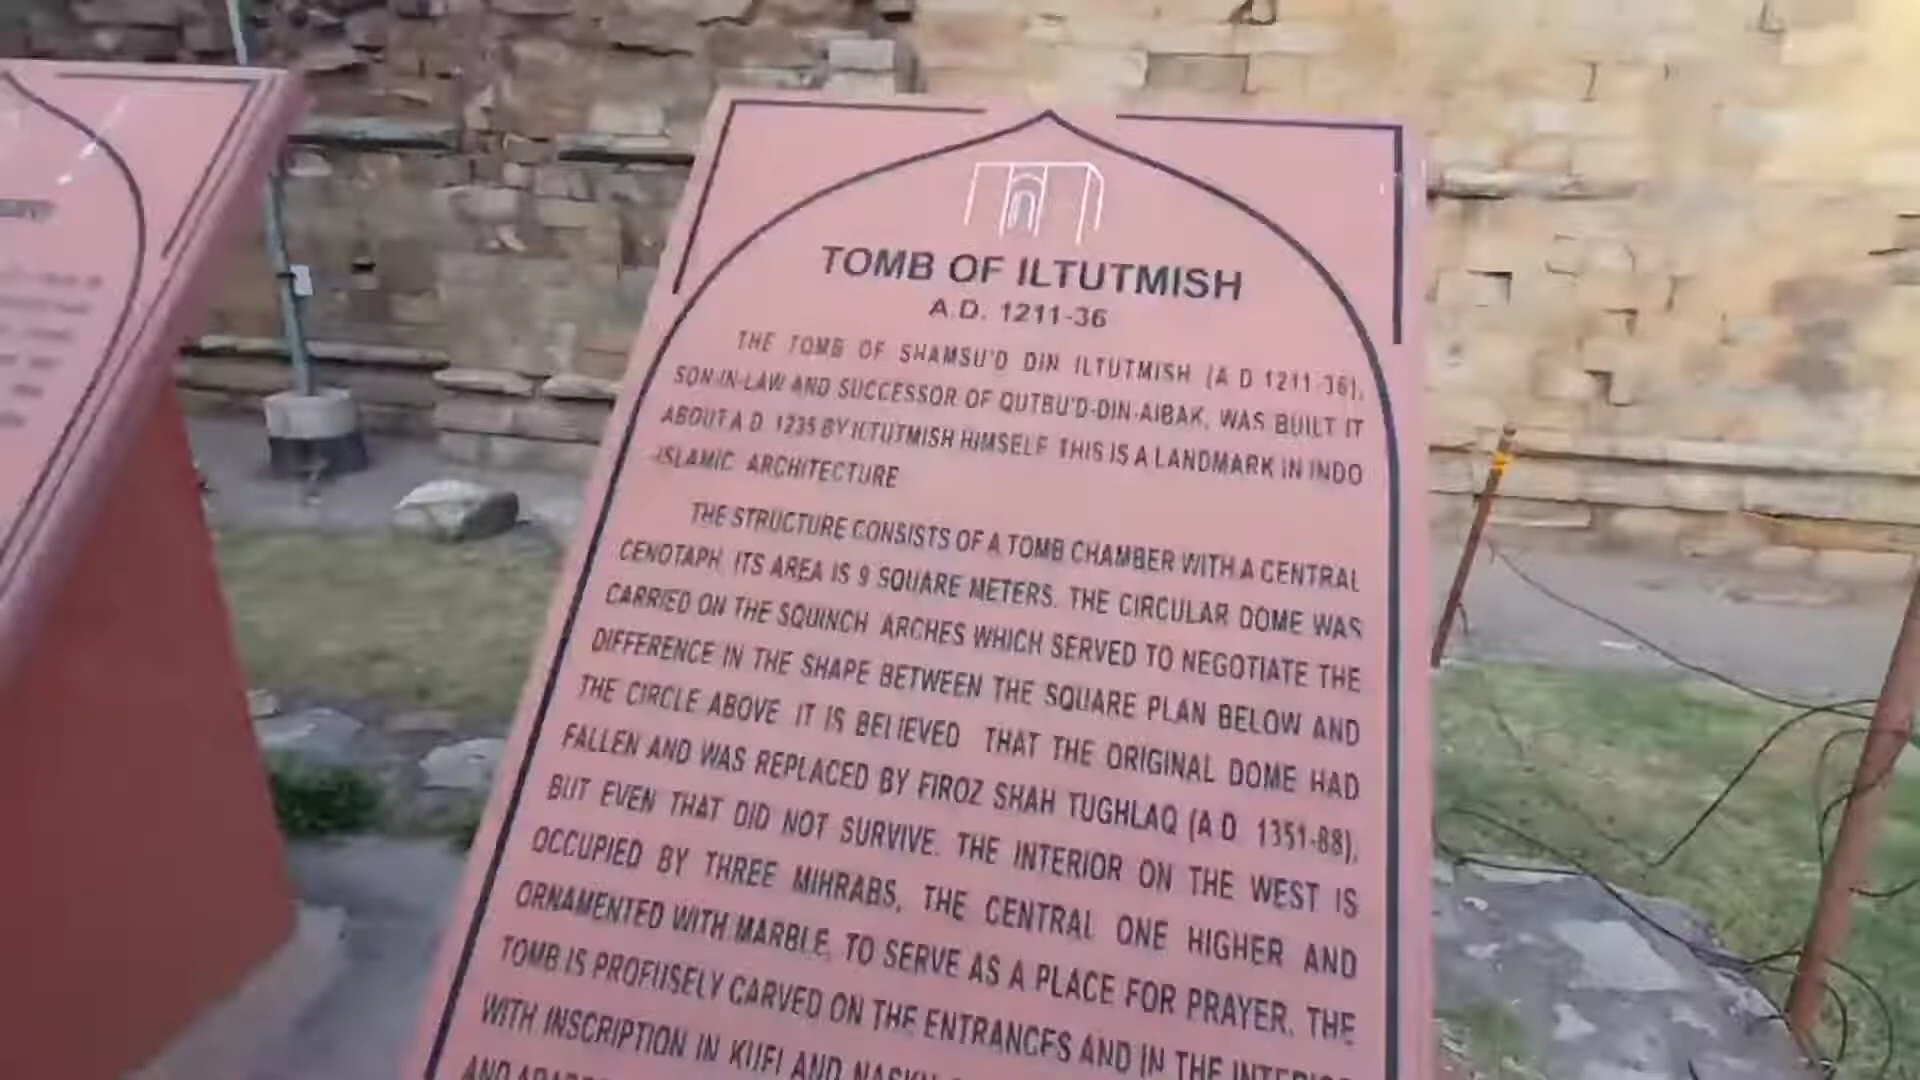 TOMB OF ILTUTMISH
A.D. 1211-36
THE TOMB OF SHAMSU'D DIN ILTUTMISH (A D 1211-36),
SON-IN-LAW AND SUCCESSOR OF QUTBU'D-DIN-AIBAK, WAS BUILT IT
ABOUT A.D. 1235 BY ILTUTMISH HIMSELF THIS IS A LANDMARK IN INDO
ISLAMIC ARCHITECTURE
THE STRUCTURE CONSISTS OF A TOMB CHAMBER WITH A CENTRAL
CENOTAPH. ITS AREA IS 9 SQUARE METERS. THE CIRCULAR DOME WAS
CARRIED ON THE SQUINCH ARCHES WHICH SERVED TO NEGOTIATE THE
DIFFERENCE IN THE SHAPE BETWEEN THE SQUARE PLAN BELOW AND
THE CIRCLE ABOVE IT IS BELIEVED THAT THE ORIGINAL DOME HAD
FALLEN AND WAS REPLACED BY FIROZ SHAH TUGHLAQ (A D 1351-88),
BUT EVEN THAT DID NOT SURVIVE. THE INTERIOR ON THE WEST IS
OCCUPIED BY THREE MIHRABS, THE CENTRAL ONE HIGHER AND
ORNAMENTED WITH MARBLE, TO SERVE AS A PLACE FOR PRAYER. THE
TOMB IS PROFUSELY CARVED ON THE ENTRANCES AND IN THE INTERIOR
WITH INSCRIPTION IN KUFI AND
AND